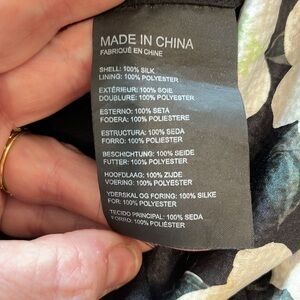 MADE IN CHINA
FABRIQUÉ EN CHINE
SHELL: 100% SILK
LINING: 100% POLYESTER
EXTÉRIEUR: 100% SOIE
DOUBLURE: 100% POLYESTER
ESTERNO: 100% SETA
FODERA: 100% POLIESTERE
ESTRUCTURA: 100% SEDA
FORRO: 100% POLIÉSTER
BESCHICHTUNG: 100% SEIDE
FUTTER: 100% POLYESTER
HOOFDLAAG: 100% ZIJDE
VOERING: 100% POLYESTER
YDERSKAL OG FORING: 100% SILKE
FOR: 100% POLYESTER
TECIDO PRINCIPAL: 100% SEDA
FORRO: 100% POLIÉSTER